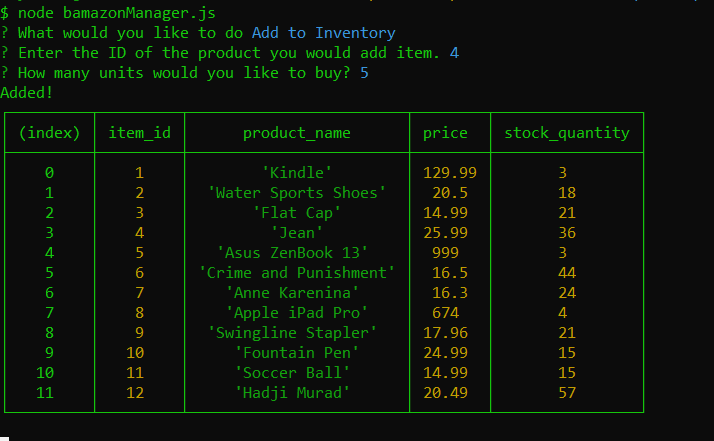 $ node bamazonManager.js
? What would you like to do Add to Inventory
? Enter the ID of the product you would add item. 4
? How many units would you like to buy? 5
Added!
(index) item_id product_name price stock_quantity
0 1 'Kindle' 129.99 3
1 2 'Water Sports Shoes' 20.5 18
2 3 'Flat Cap' 14.99 21
3 4 'Jean' 25.99 36
4 5 'Asus ZenBook 13' 999 3
5 6 'Crime and Punishment' 16.5 44
6 7 'Anne Karenina' 16.3 24
7 8 'Apple iPad Pro' 674 4
8 9 'Swingline Stapler' 17.96 21
9 10 'Fountain Pen' 24.99 15
10 11 'Soccer Ball' 14.99 15
11 12 'Hadji Murad' 20.49 57